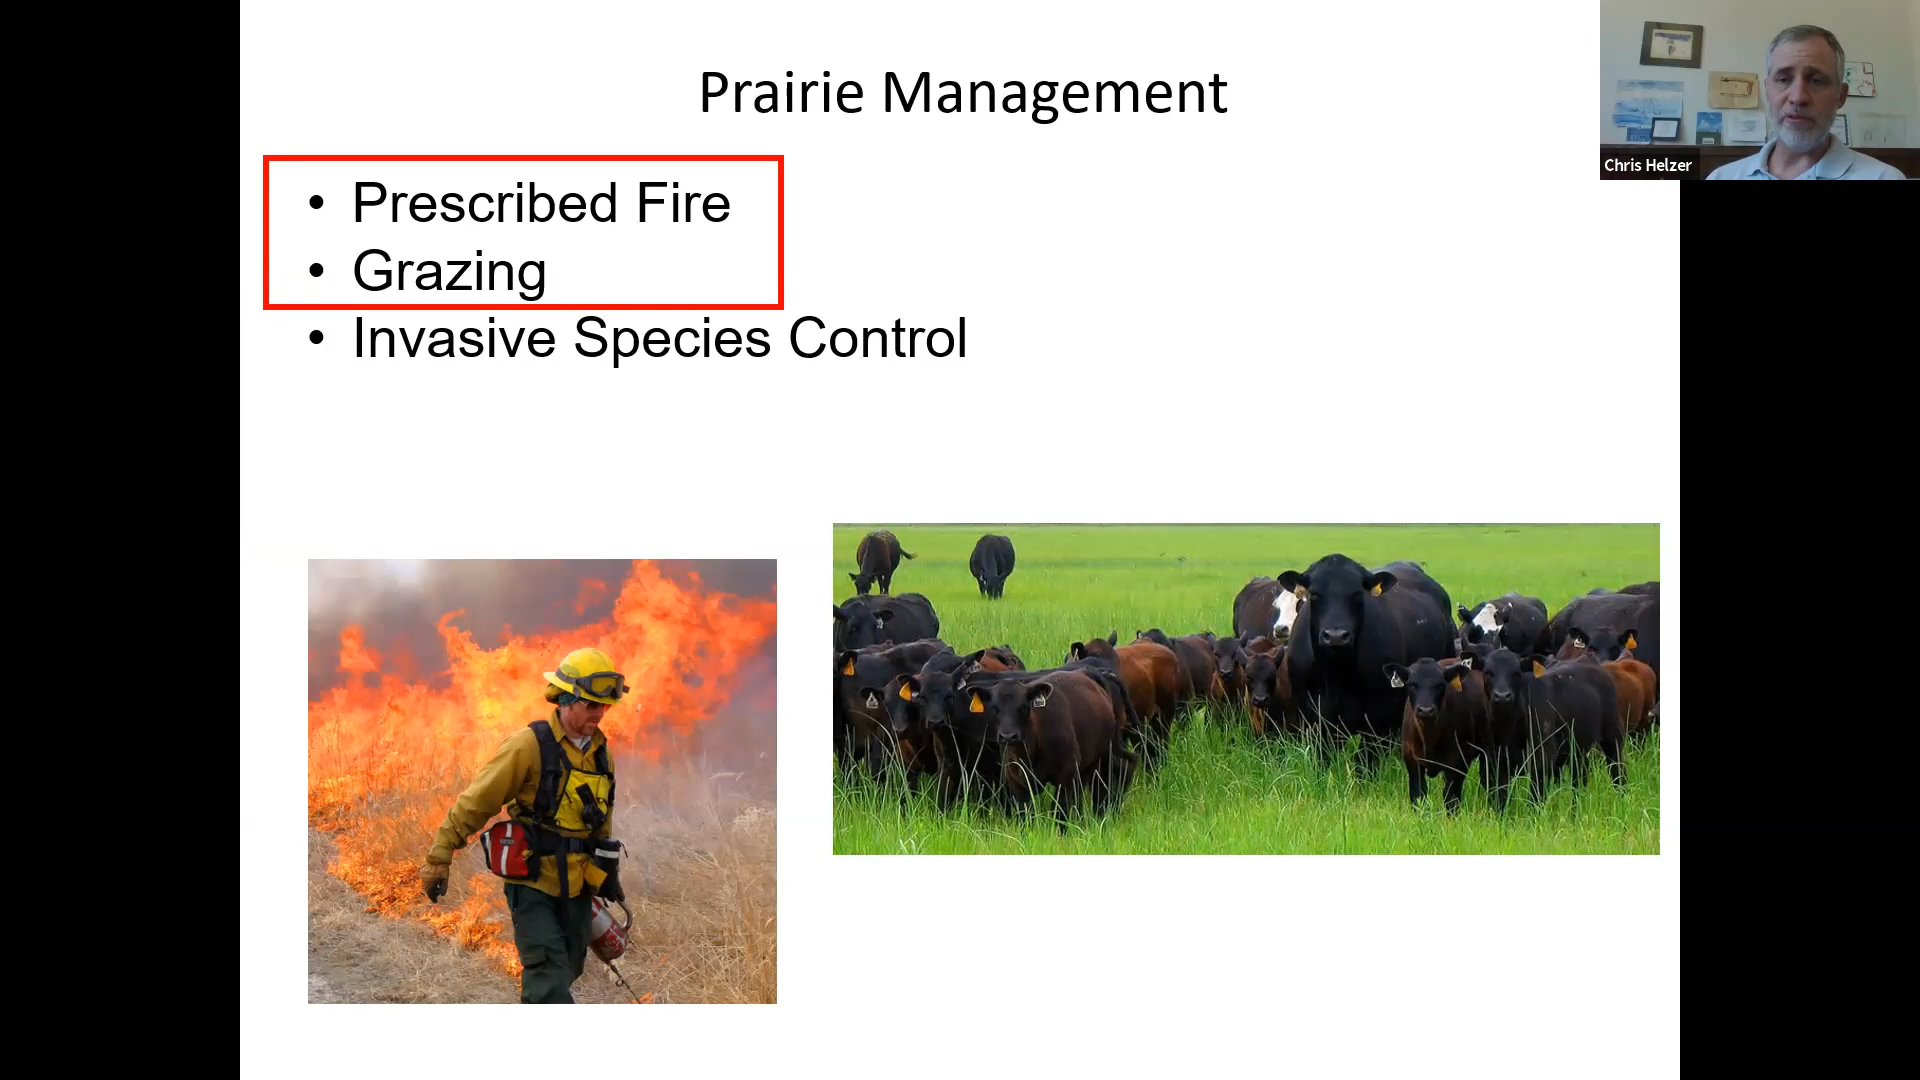 Prairie Management
• Prescribed Fire
• Grazing
• Invasive Species Control
Chris Helzer